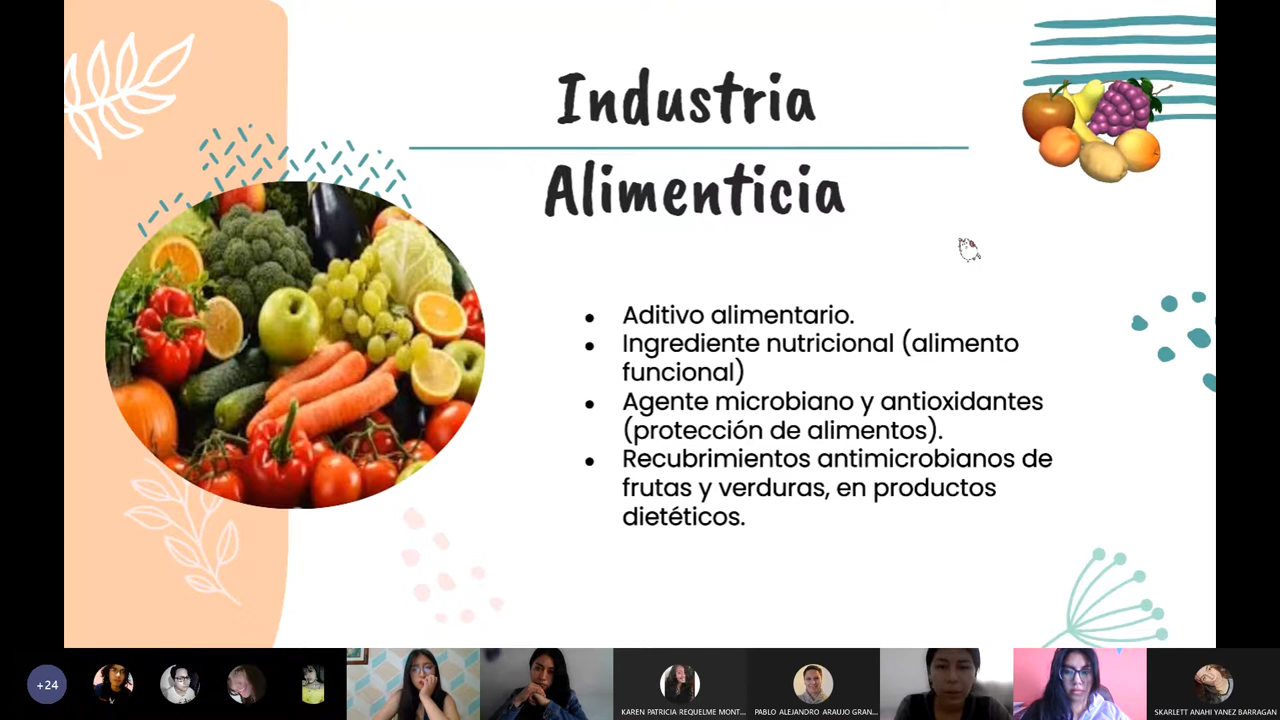 Industria
Alimenticia
• Aditivo alimentario.
• Ingrediente nutricional (alimento
funcional)
• Agente microbiano y antioxidantes
(protección de alimentos).
• Recubrimientos antimicrobianos de
frutas y verduras, en productos
dietéticos.
+24
KAREN PATRICIA REQUELME MONT...
PABLO ALEJANDRO ARAUJO GRAN...
SKARLETT ANAHI YANEZ BARRAGAN